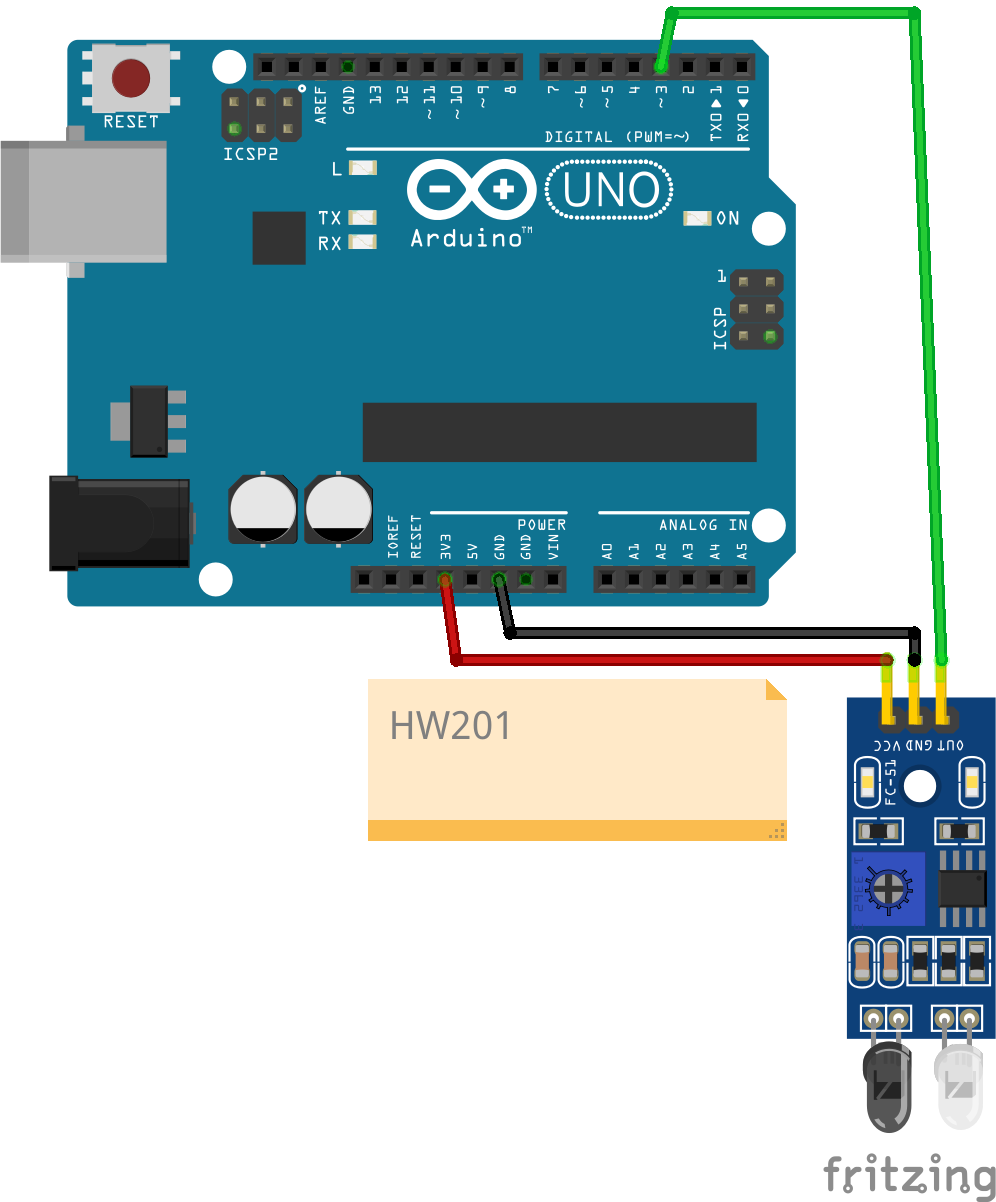 RESET
ICSP2
AREF
GND
13
12
~11
~10
~9
8
7
~6
~5
4
~3
2
TX0▶1
RX0◀0
DIGITAL (PWM=~)
L
TX
RX
UNO
Arduino™
ON
1
ICSP
POWER
ANALOG IN
IOREF
RESET
3V3
5V
GND
GND
VIN
A0
A1
A2
A3
A4
A5
HW201
VCC
GND
OUT
FC-51
fritzing